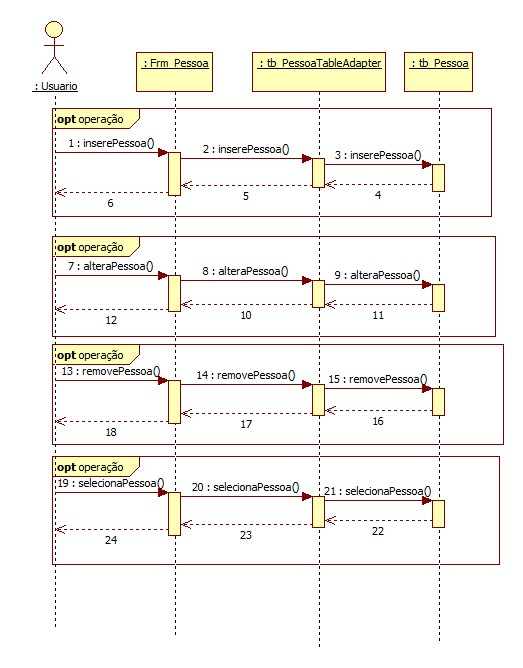 : Usuario
: Frm_Pessoa
: tb_PessoaTableAdapter
: tb_Pessoa
opt operação
1 : inserePessoa()
2 : inserePessoa()
3 : inserePessoa()
6
5
4
opt operação
7 : alteraPessoa()
8 : alteraPessoa()
9 : alteraPessoa()
12
10
11
opt operação
13 : removePessoa()
14 : removePessoa()
15 : removePessoa()
18
17
16
opt operação
19 : selecionaPessoa()
20 : selecionaPessoa()
21 : selecionaPessoa()
24
23
22